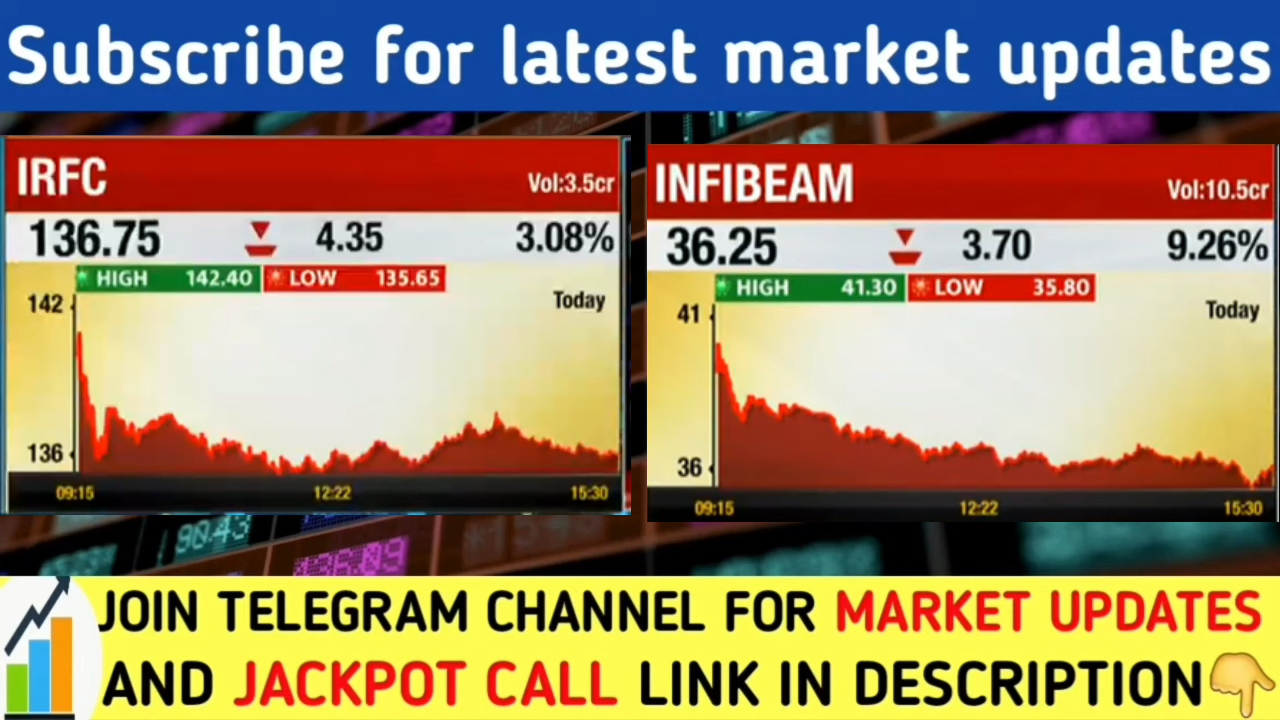 Subscribe for latest market updates
IRFC
Vol:3.5cr
136.75 4.35 3.08%
HIGH 142.40 LOW 135.65
Today
142
136
09:15 12:22 15:30
INFIBEAM
Vol:10.5cr
36.25 3.70 9.26%
HIGH 41.30 LOW 35.80
Today
41
36
09:15 12:22 15:30
90.43
JOIN TELEGRAM CHANNEL FOR MARKET UPDATES
AND JACKPOT CALL LINK IN DESCRIPTION👇